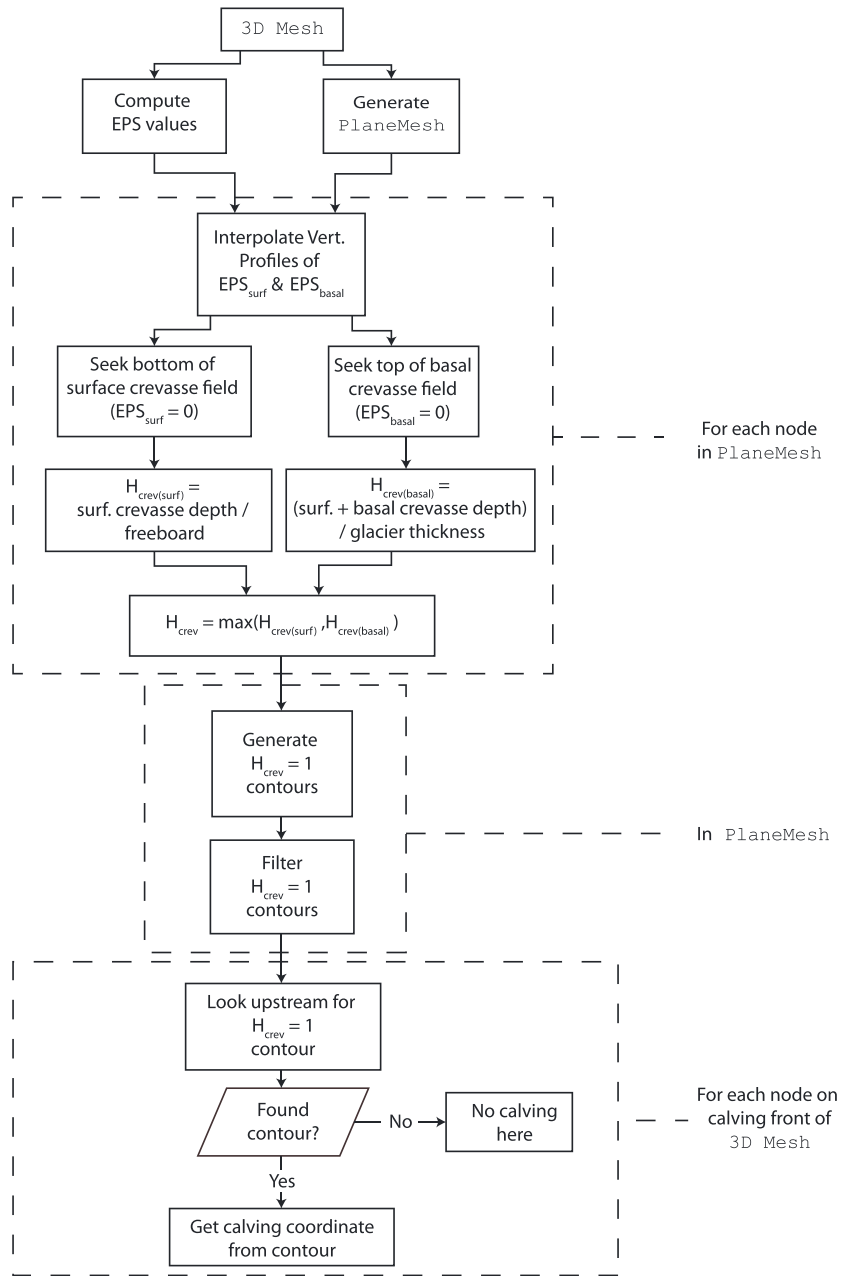 3D Mesh
Compute
EPS values
Generate
PlaneMesh
Interpolate Vert.
Profiles of
EPSsurf & EPSbasal
Seek bottom of
surface crevasse field
(EPSsurf = 0)
Seek top of basal
crevasse field
(EPSbasal = 0)
For each node
in PlaneMesh
Hcrev(surf) =
surf. crevasse depth /
freeboard
Hcrev(basal) =
(surf. + basal crevasse depth)
/ glacier thickness
Hcrev = max(Hcrev(surf) ,Hcrev(basal) )
Generate
Hcrev = 1
contours
Filter
Hcrev = 1
contours
In PlaneMesh
Look upstream for
Hcrev = 1
contour
Found
contour?
No
No calving
here
For each node on
calving front of
3D Mesh
Yes
Get calving coordinate
from contour